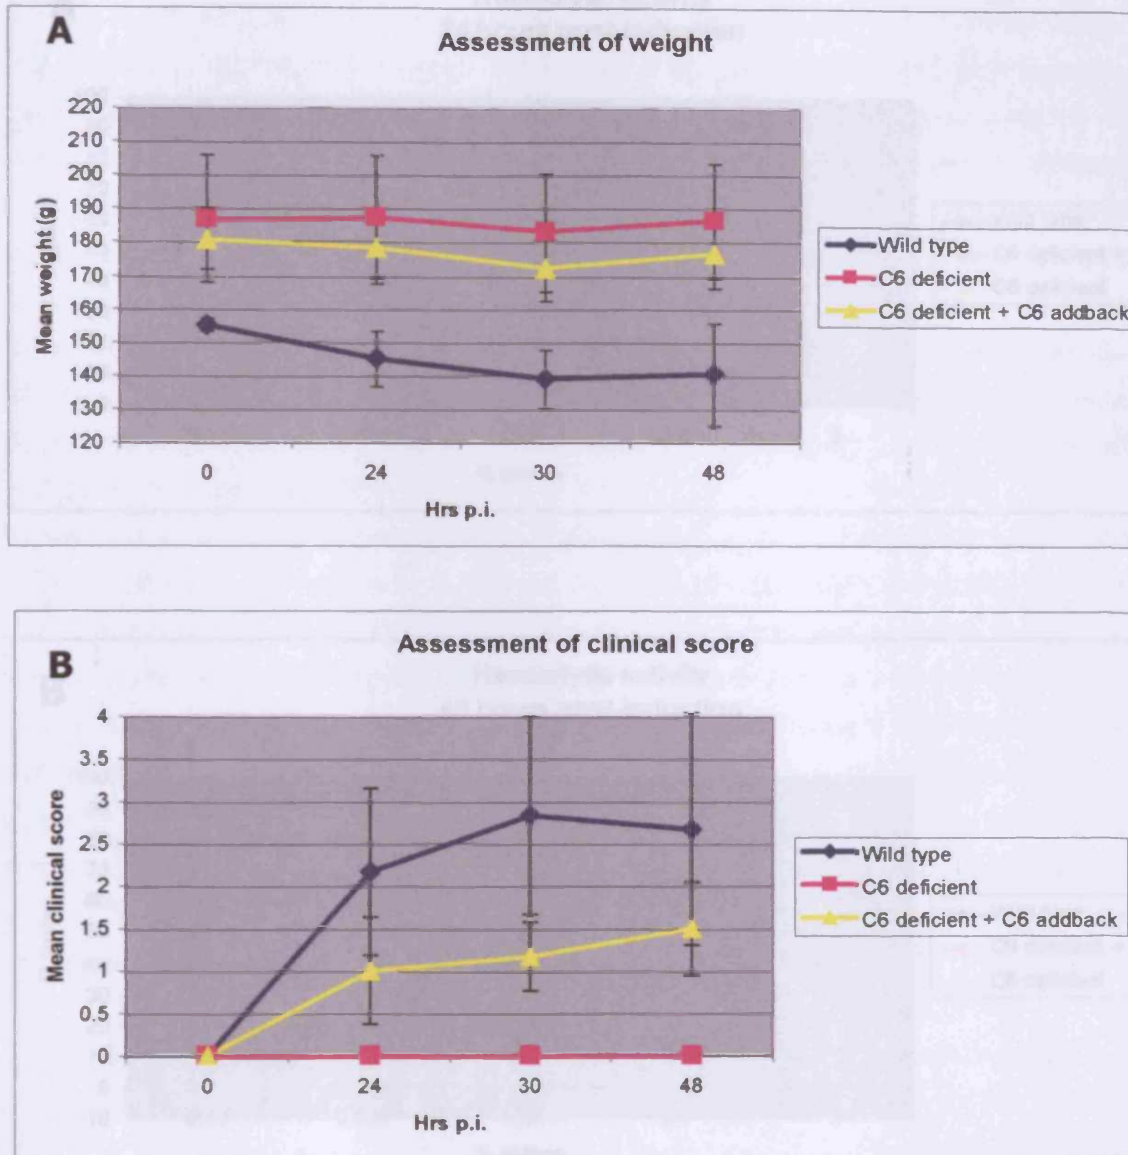 A
Assessment of weight
220
210
200
190
180
170
160
150
140
130
120
Mean weight (g)
0 24 30 48
Hrs p.i.
Wild type
C6 deficient
C6 deficient + C6 addback
B
Assessment of clinical score
4
3.5
3
2.5
2
1.5
1
0.5
0
Mean clinical score
0 24 30 48
Hrs p.i.
Wild type
C6 deficient
C6 deficient + C6 addback